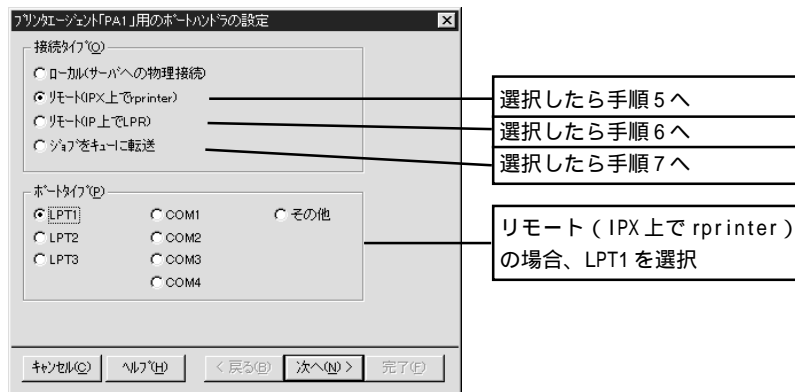 プリンタエージェント「PA1」用のポートハンドラの設定
接続タイプ(O)
ローカル(サーバへの物理接続)
リモート(IPX上でrprinter)
リモート(IP上でLPR)
ジョブをキューに転送
選択したら手順5へ
選択したら手順6へ
選択したら手順7へ
ポートタイプ(P)
LPT1 COM1 その他
LPT2 COM2
LPT3 COM3
COM4
リモート(IPX上でrprinter)
の場合、LPT1を選択
キャンセル(C) ヘルプ(H) < 戻る(B) 次へ(N) > 完了(F)